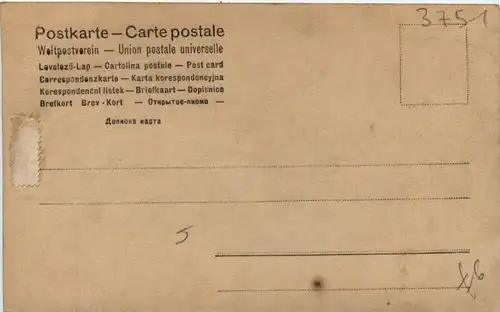 3751
Postkarte — Carte postale
Weltpostverein — Union postale universelle
Levelező-Lap — Cartolina postale — Post card
Correspondenzkarte — Karta korespondencyjna
Korespondenční lístek — Briefkaart — Dopisnice
Brefkort Brev-Kort — Открытое-писмо —
Дописна карта
5